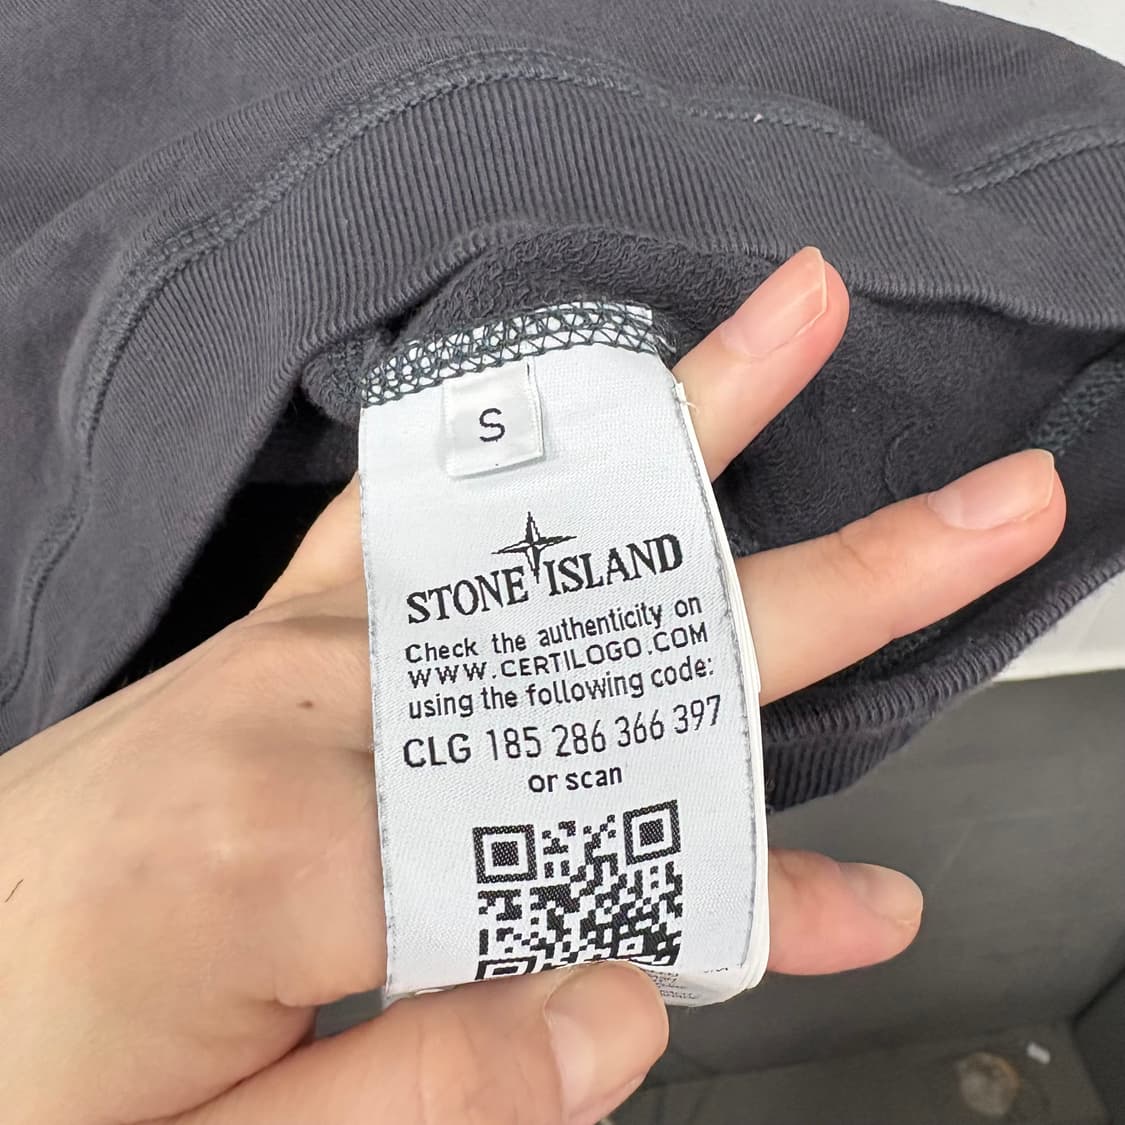 S
STONE ISLAND
Check the authenticity on
WWW.CERTILOGO.COM
using the following code:
CLG 185 286 366 397
or scan